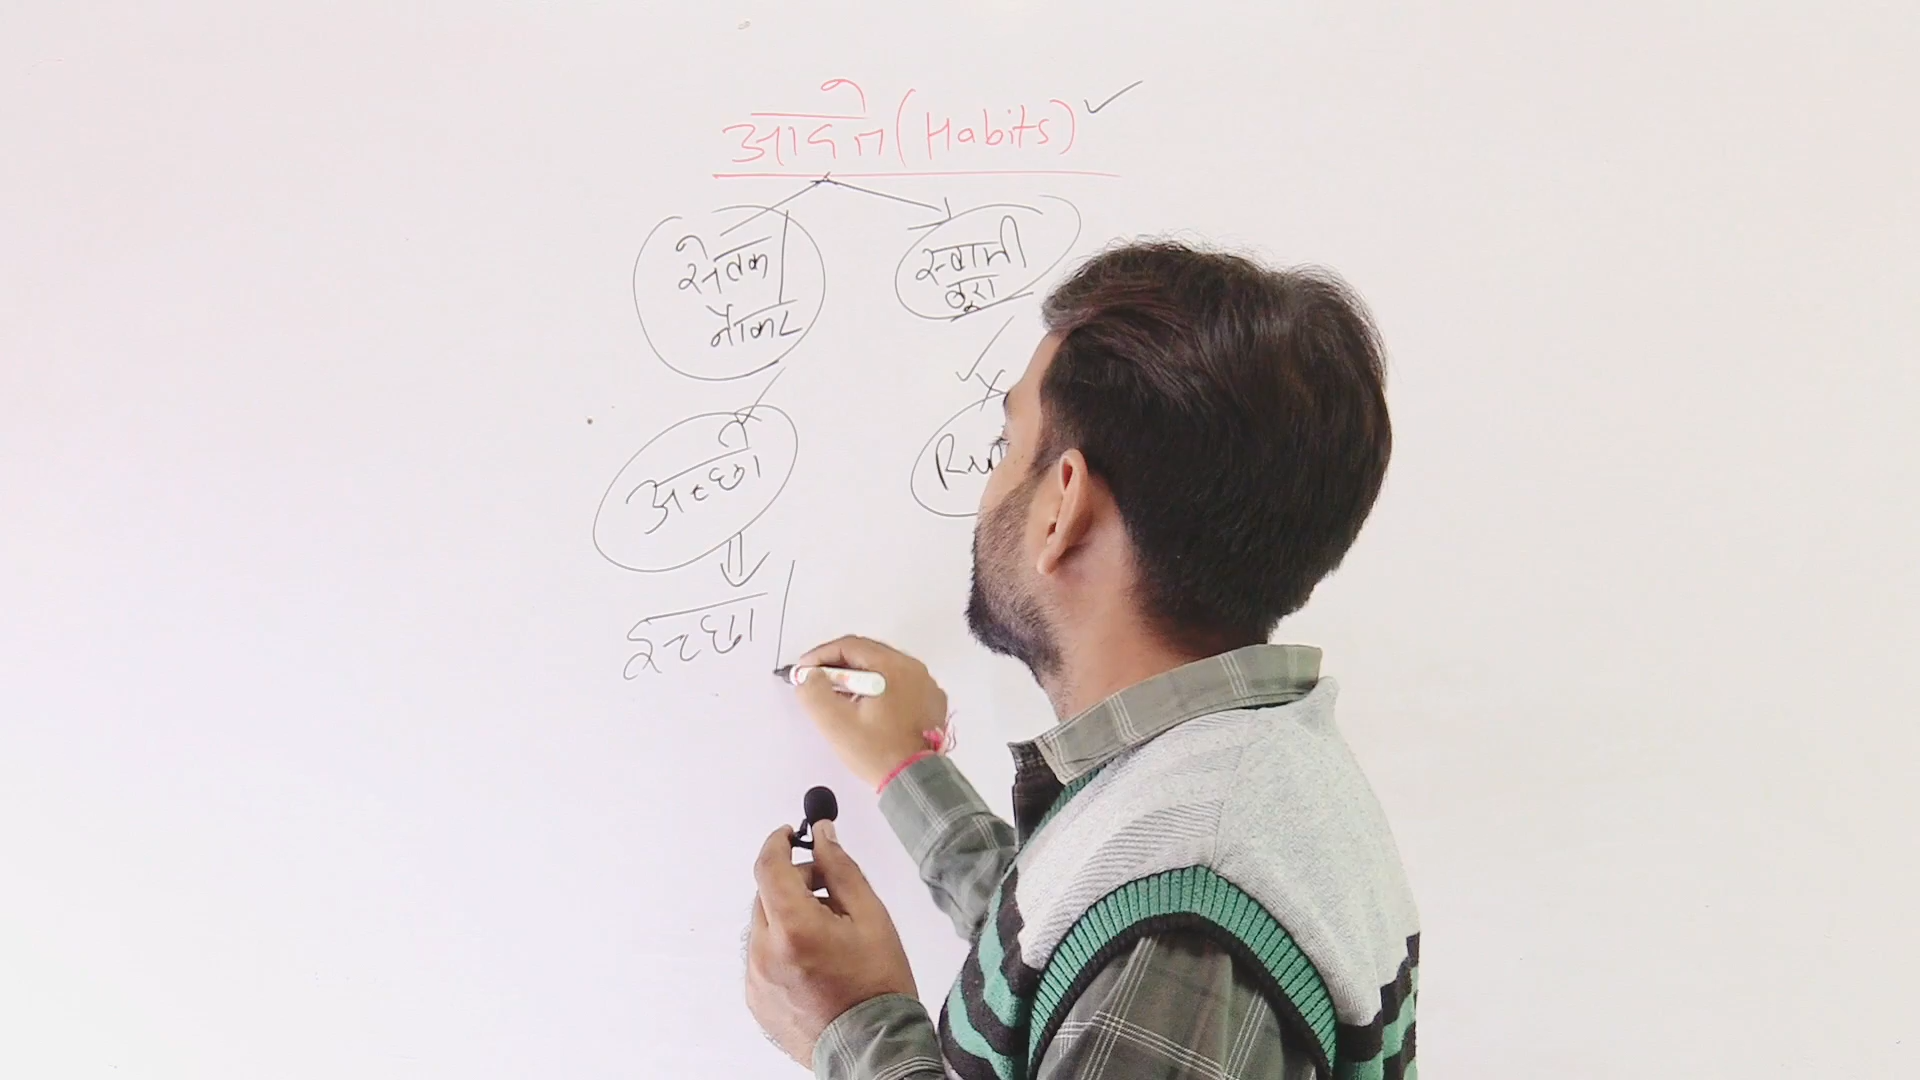 आदते (Habits) ✓
सेवक
नौकर
स्वामी
बुरा
अच्छा
इच्छा